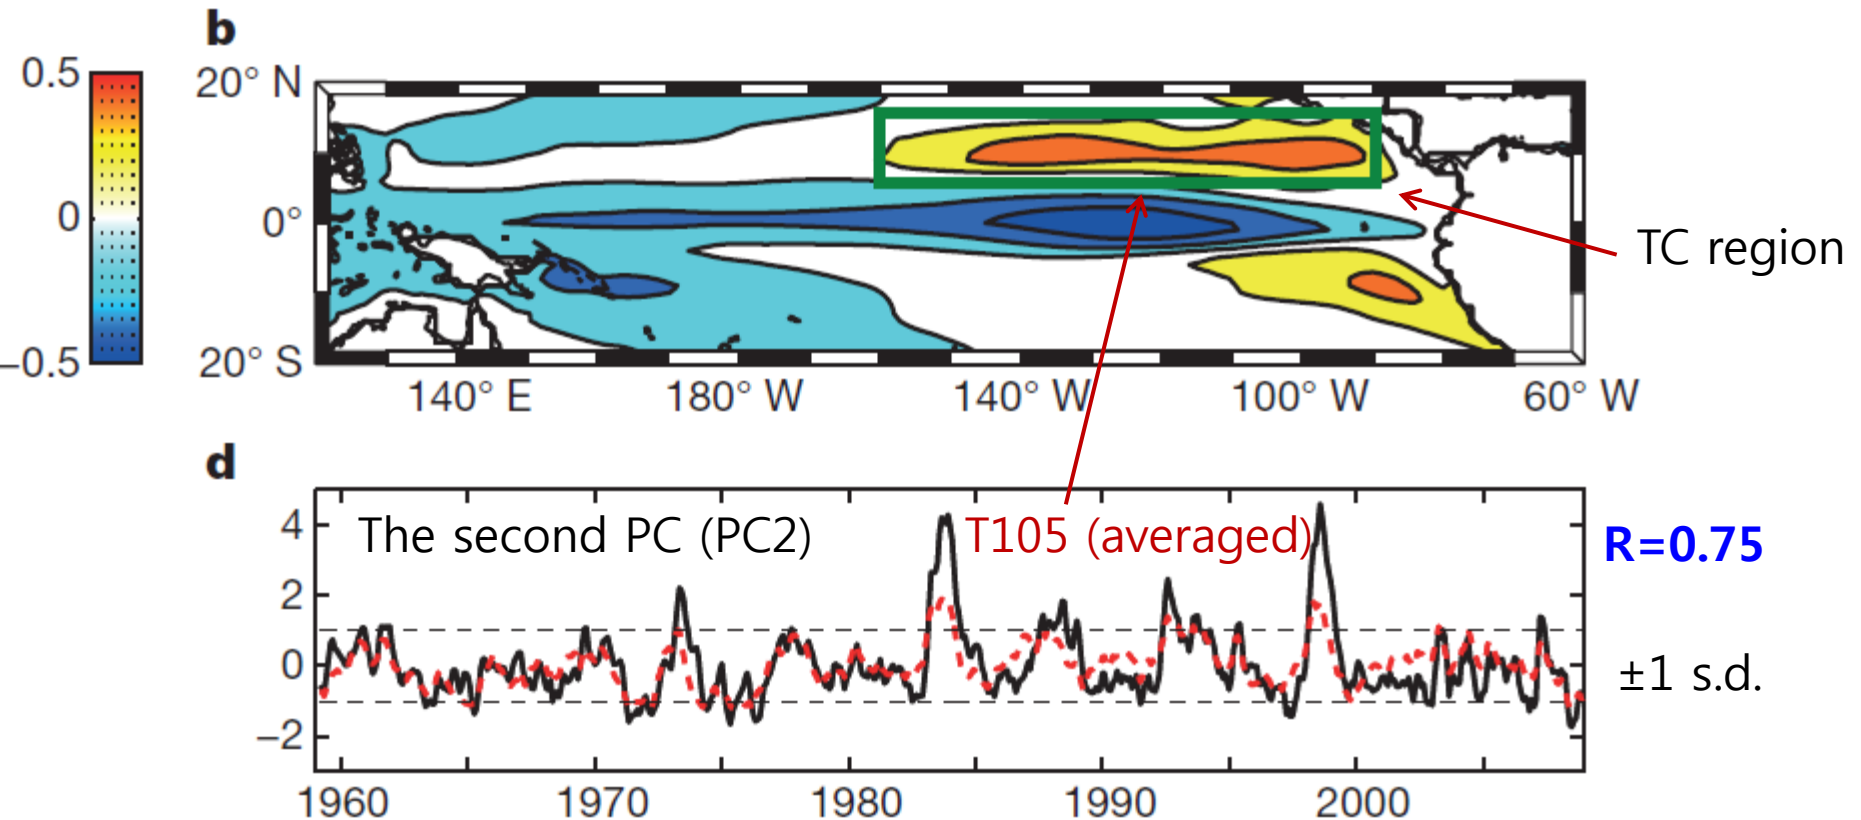 b
0.5
0
−0.5
20° N
0°
20° S
140° E 180° W 140° W 100° W 60° W
TC region
d
The second PC (PC2)
T105 (averaged)
R=0.75
±1 s.d.
4
2
0
−2
1960 1970 1980 1990 2000